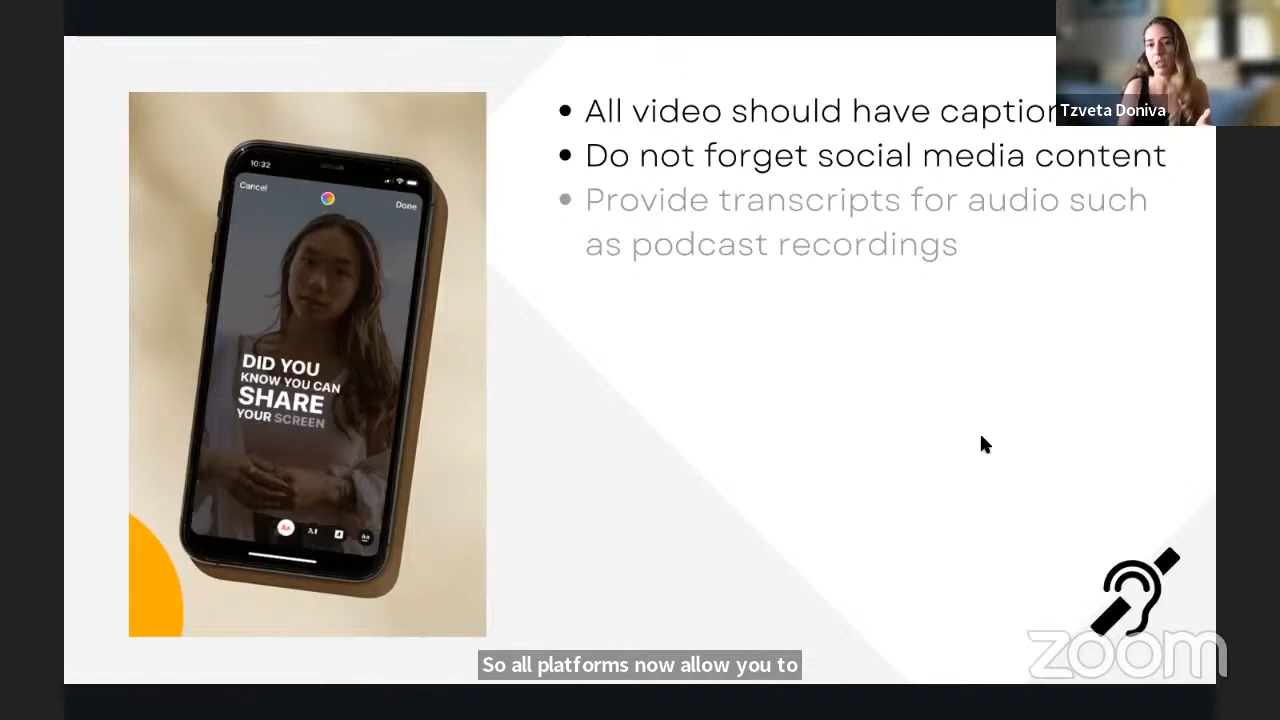 All video should have caption
Tzveta Doniva
Do not forget social media content
Provide transcripts for audio such
as podcast recordings
10:32
Cancel
Done
DID YOU
KNOW YOU CAN
SHARE
YOUR SCREEN
Aa
So all platforms now allow you to
zoom